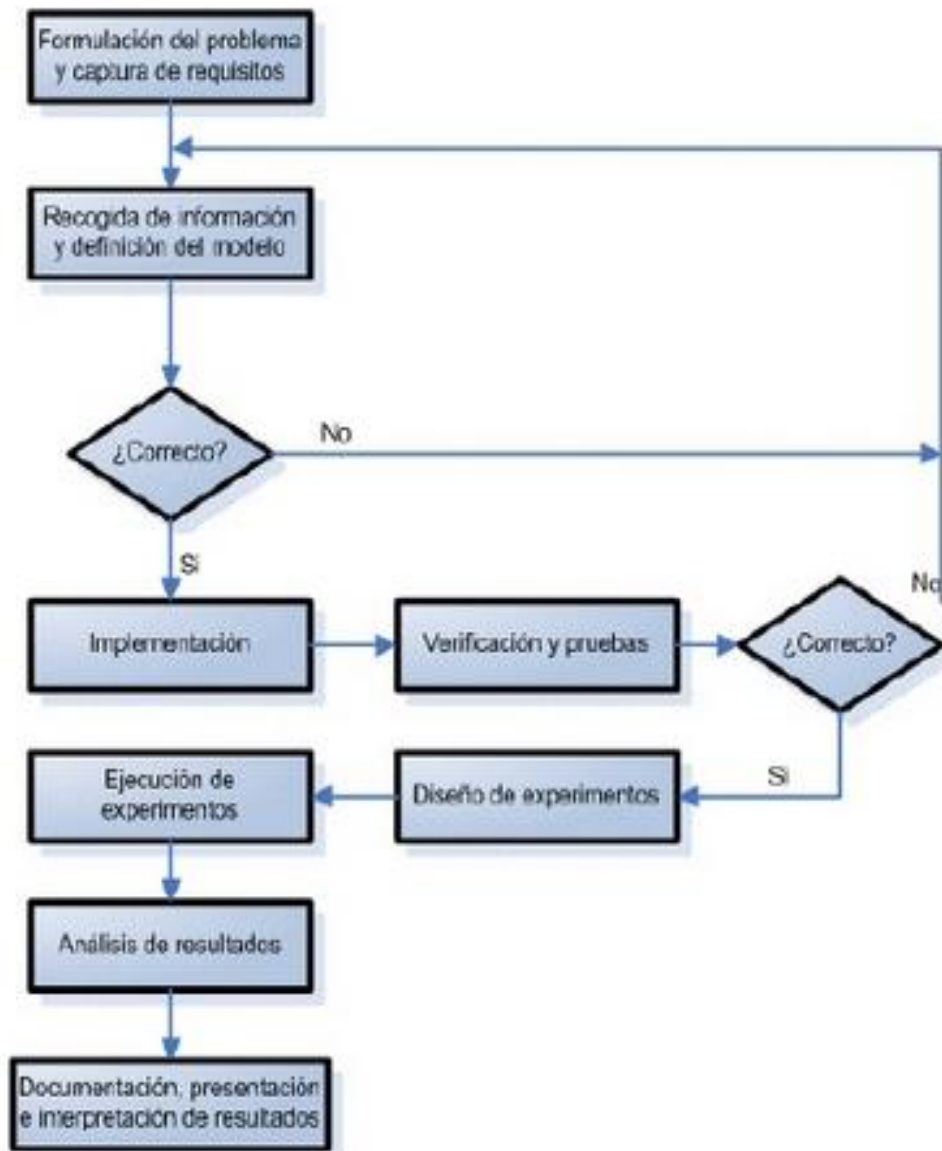 Formulación del problema
y captura de requisitos
Recogida de información
y definición del modelo
¿Correcto?
No
Si
Implementación
Verificación y pruebas
¿Correcto?
No
Si
Diseño de experimentos
Ejecución de
experimentos
Análisis de resultados
Documentación, presentación
e interpretación de resultados